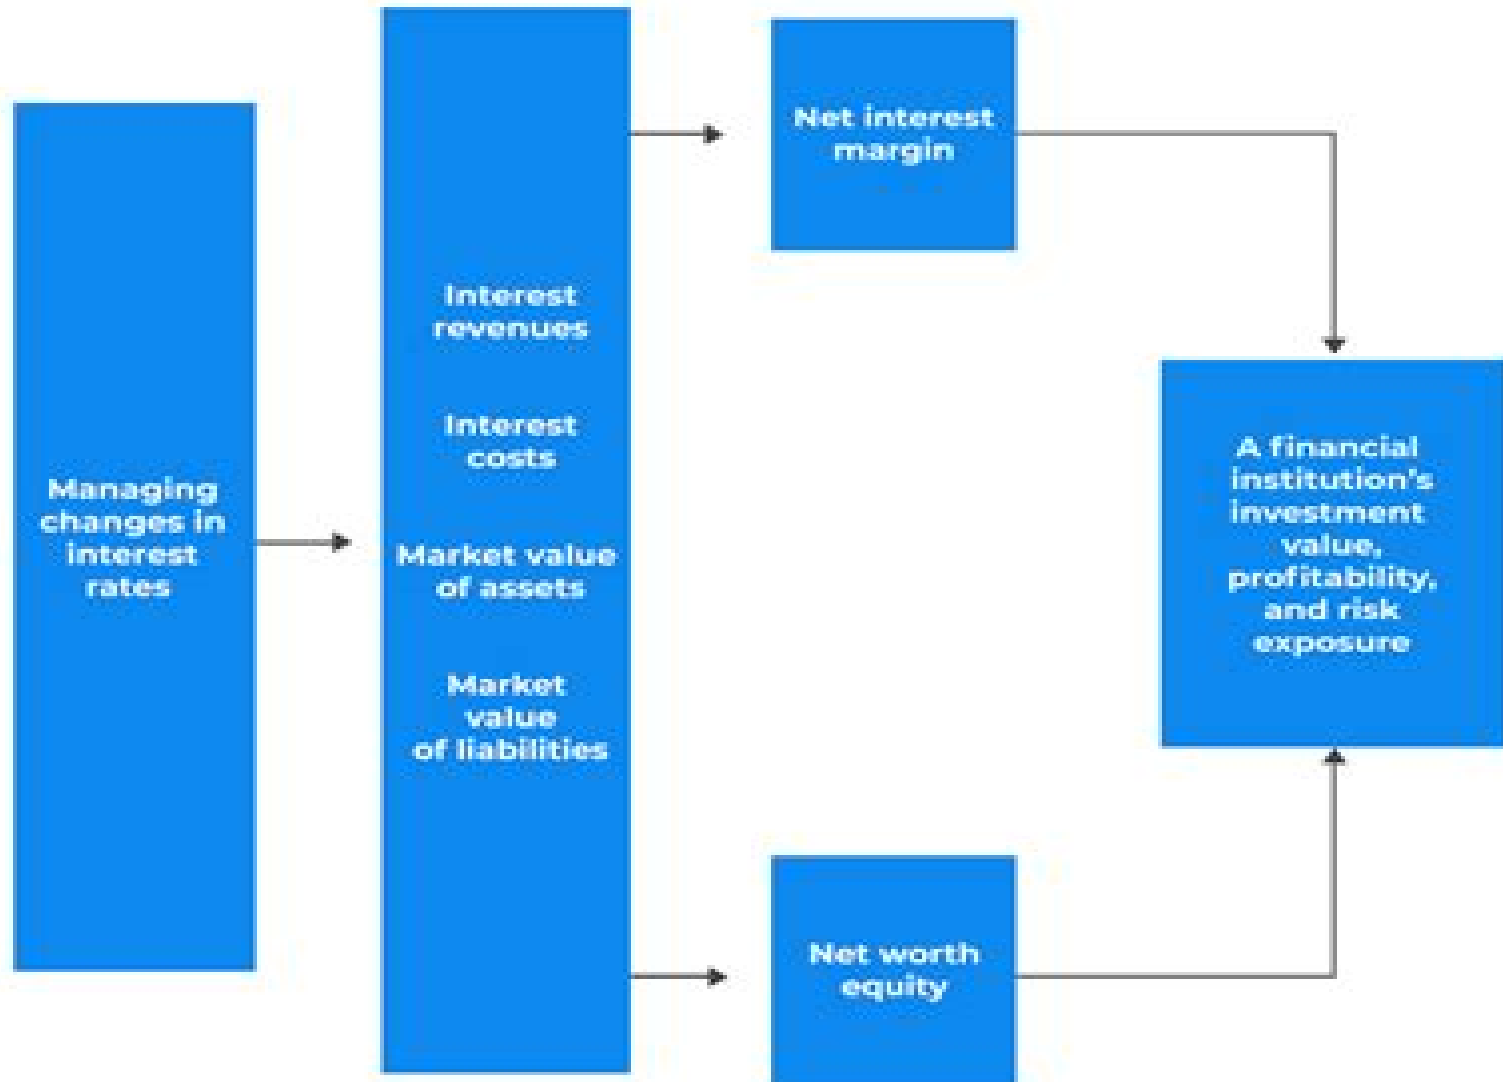 Managing
changes in
interest
rates
Interest
revenues
Interest
costs
Market value
of assets
Market
value
of liabilities
Net interest
margin
Net worth
equity
A financial
institution's
investment
value,
profitability,
and risk
exposure